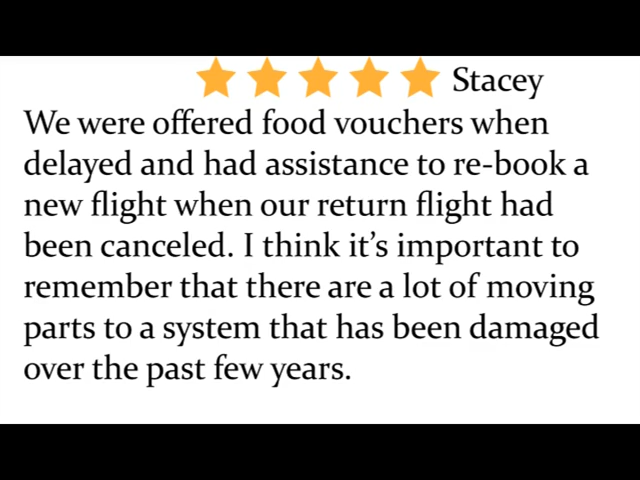 Stacey
We were offered food vouchers when
delayed and had assistance to re-book a
new flight when our return flight had
been canceled. I think it’s important to
remember that there are a lot of moving
parts to a system that has been damaged
over the past few years.